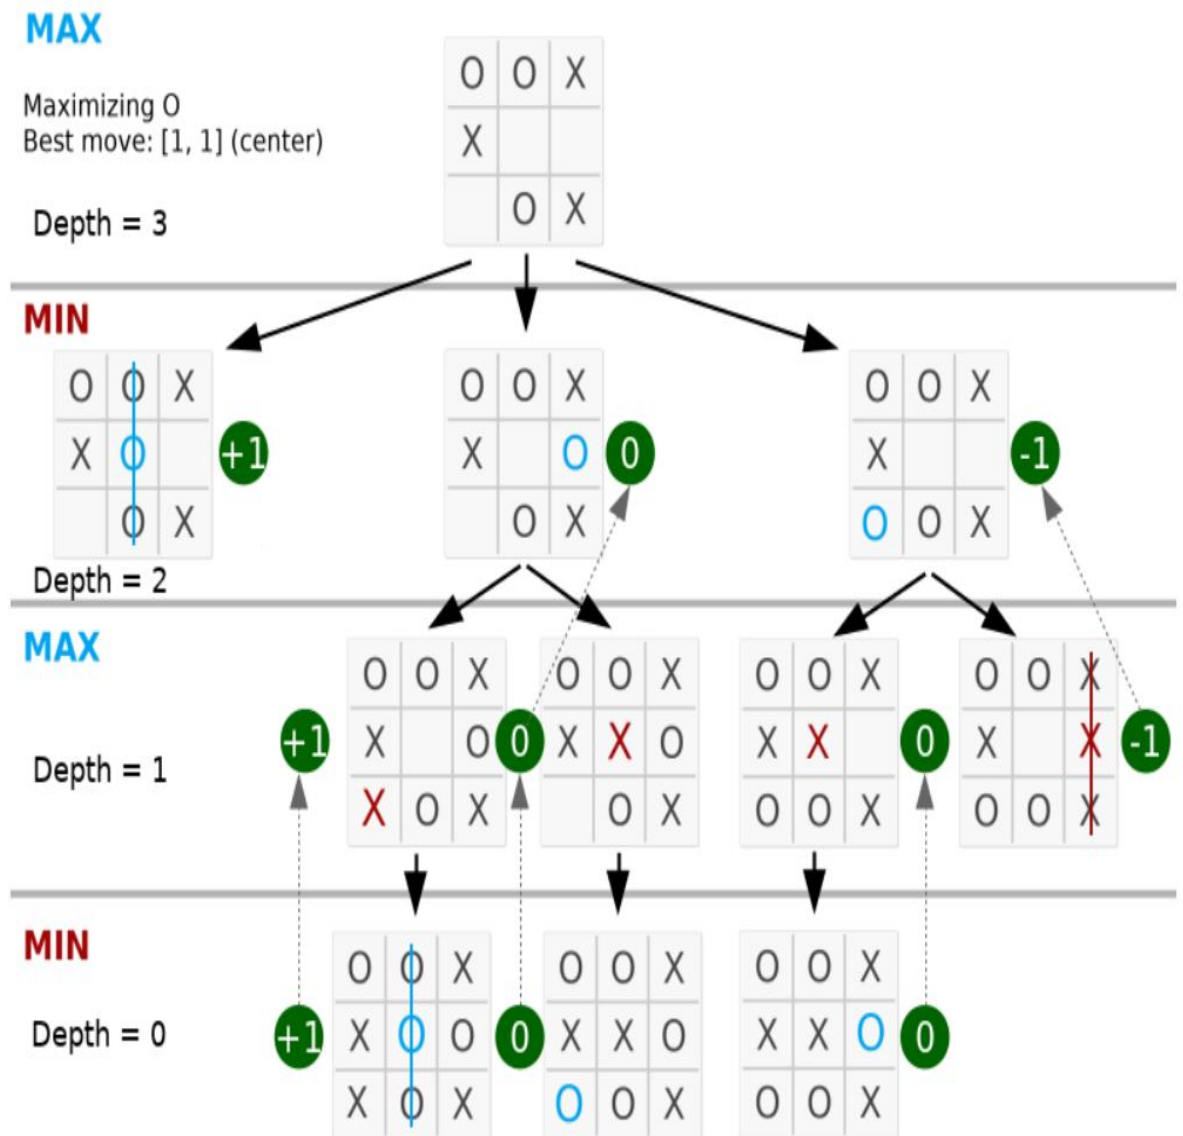 MAX
Maximizing O
Best move: [1, 1] (center)
Depth = 3
O O X
X
O X
MIN
O O X
X O
O X
+1
O O X
X O
O X
0
O O X
X
O O X
-1
Depth = 2
MAX
Depth = 1
+1
O O X
X O
X O X
0
O O X
X X O
O X
O O X
X X
O O X
0
O O X
X X
O O X
-1
MIN
Depth = 0
+1
O O X
X O O
X O X
0
O O X
X X O
O O X
O O X
X X O
O O X
0